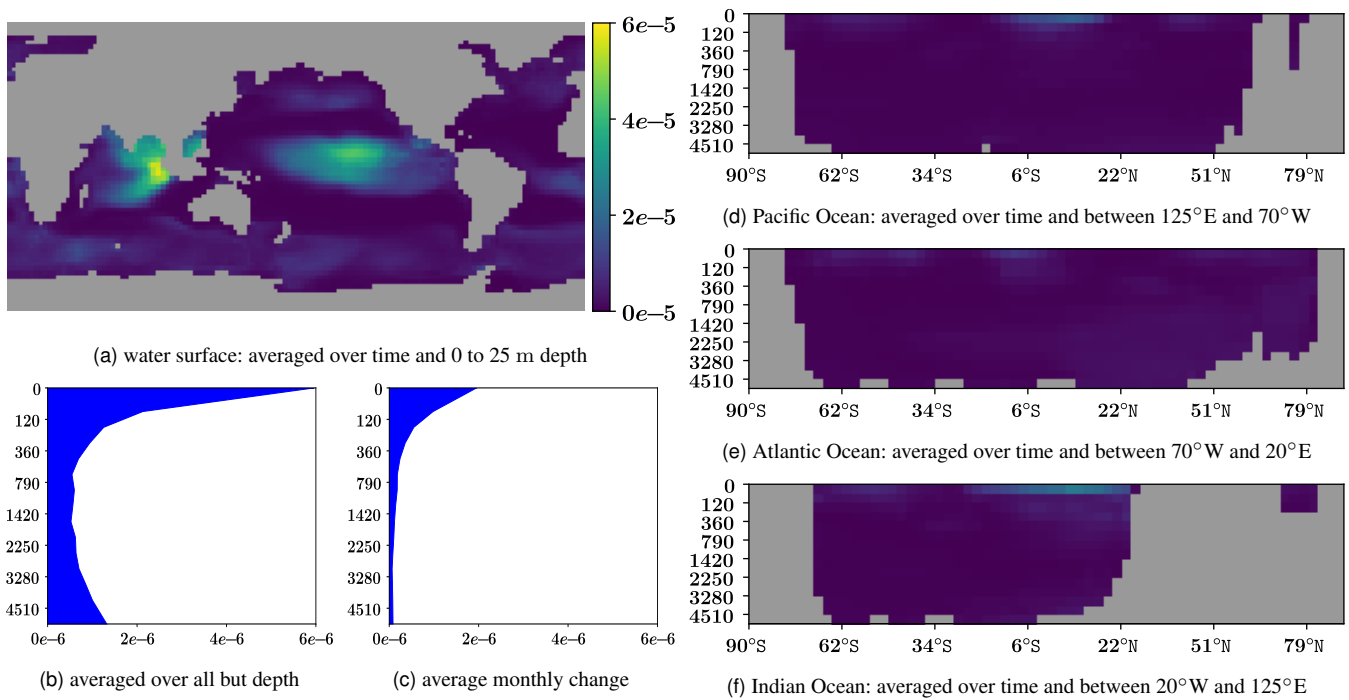 6e−5
4e−5
2e−5
0e−5
(a) water surface: averaged over time and 0 to 25 m depth
0
120
360
790
1420
2250
3280
4510
0e−6 2e−6 4e−6 6e−6
(b) averaged over all but depth
0
120
360
790
1420
2250
3280
4510
0e−6 2e−6 4e−6 6e−6
(c) average monthly change
0
120
360
790
1420
2250
3280
4510
90°S 62°S 34°S 6°S 22°N 51°N 79°N
(d) Pacific Ocean: averaged over time and between 125°E and 70°W
0
120
360
790
1420
2250
3280
4510
90°S 62°S 34°S 6°S 22°N 51°N 79°N
(e) Atlantic Ocean: averaged over time and between 70°W and 20°E
0
120
360
790
1420
2250
3280
4510
90°S 62°S 34°S 6°S 22°N 51°N 79°N
(f) Indian Ocean: averaged over time and between 20°W and 125°E